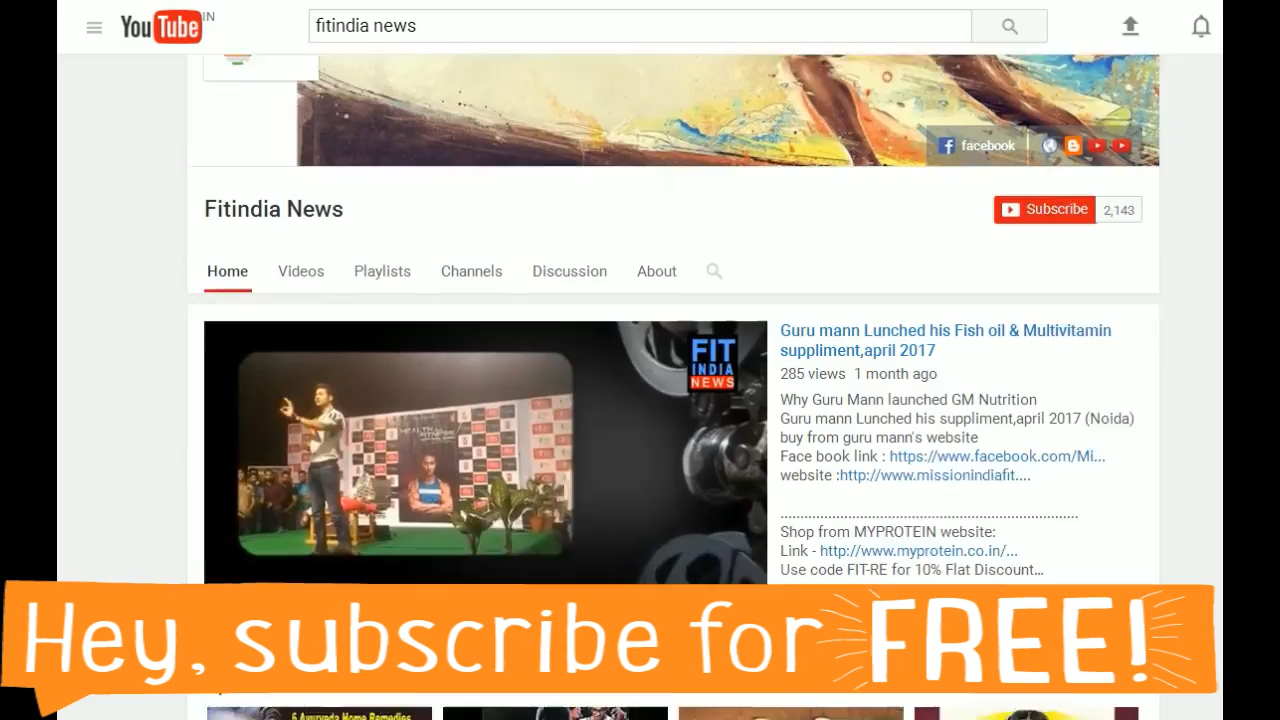 YouTube IN
fitindia news
facebook
Fitindia News
Subscribe 2,143
Home Videos Playlists Channels Discussion About
FIT
INDIA
NEWS
HEALTH
FITNESS
Guru mann Lunched his Fish oil & Multivitamin
suppliment,april 2017
285 views 1 month ago
Why Guru Mann launched GM Nutrition
Guru mann Lunched his suppliment,april 2017 (Noida)
buy from guru mann's website
Face book link : https://www.facebook.com/Mi...
website :http://www.missionindiafit....
...........................................................................
Shop from MYPROTEIN website:
Link - http://www.myprotein.co.in/...
Use code FIT-RE for 10% Flat Discount...
Hey, subscribe for FREE!
6 Ayurveda Home Remedies